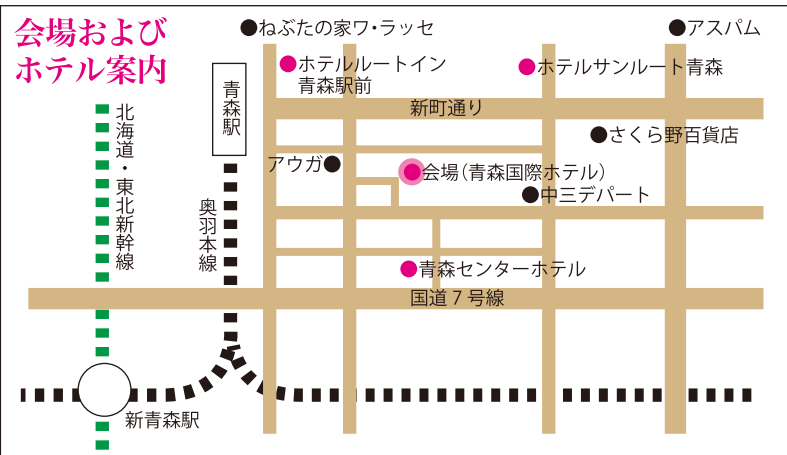 会場および
ホテル案内
●ねぶたの家ワ・ラッセ
●アスパム
●ホテルルートイン
青森駅前
●ホテルサンルート青森
青森駅
新町通り
北海道・東北新幹線
●さくら野百貨店
アウガ●
●会場（青森国際ホテル）
●中三デパート
奥羽本線
●青森センターホテル
国道７号線
新青森駅